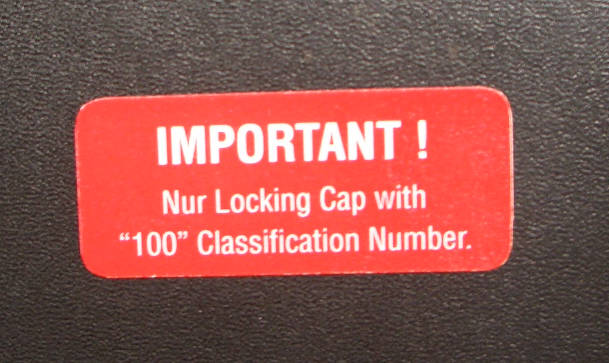 IMPORTANT !
Nur Locking Cap with
“100” Classification Number.